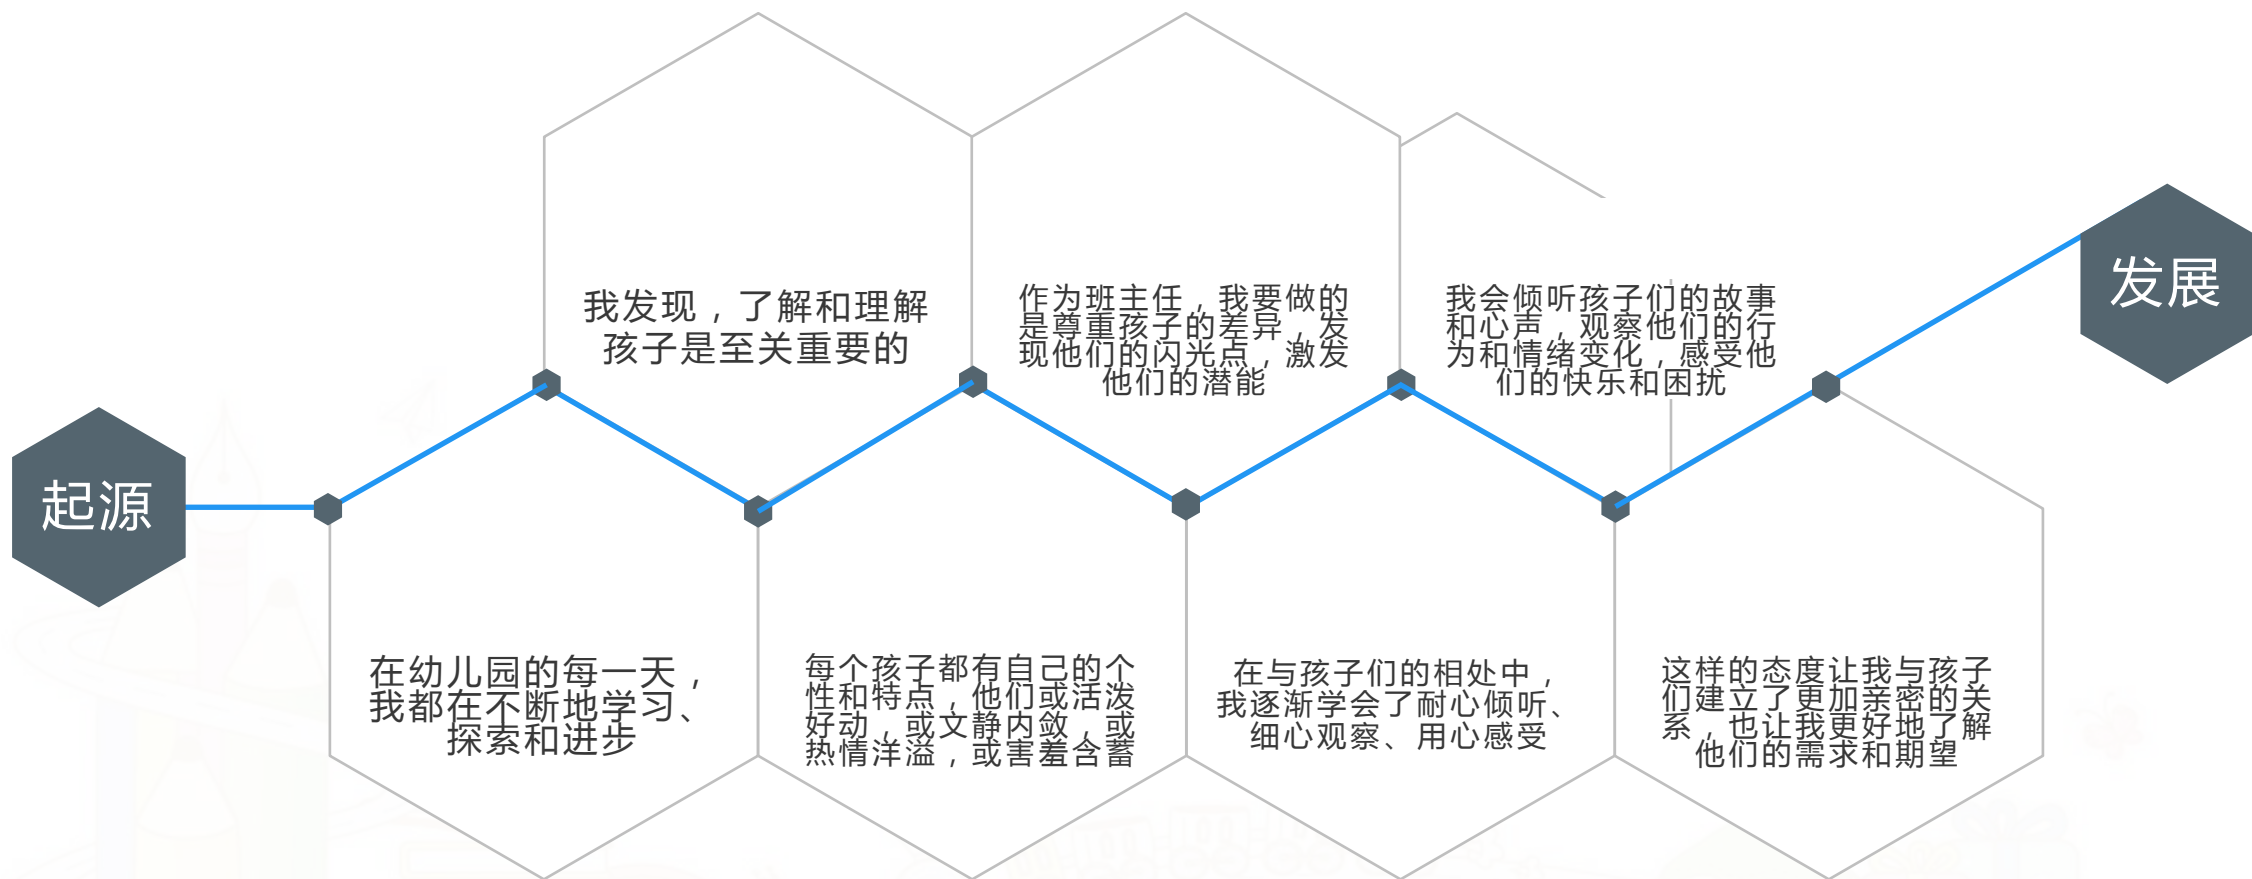 起源
在幼儿园的每一天，
我都在不断地学习、
探索和进步
我发现，了解和理解
孩子是至关重要的
每个孩子都有自己的个
性和特点，他们或活泼
好动，或文静内敛，或
热情洋溢，或害羞含蓄
作为班主任，我要做的
是尊重孩子的差异，发
现他们的闪光点，激发
他们的潜能
在与孩子们的相处中，
我逐渐学会了耐心倾听、
细心观察、用心感受
我会倾听孩子们的故事
和心声，观察他们的行
为和情绪变化，感受他
们的快乐和困扰
这样的态度让我与孩子
们建立了更加亲密的关
系，也让我更好地了解
他们的需求和期望
发展